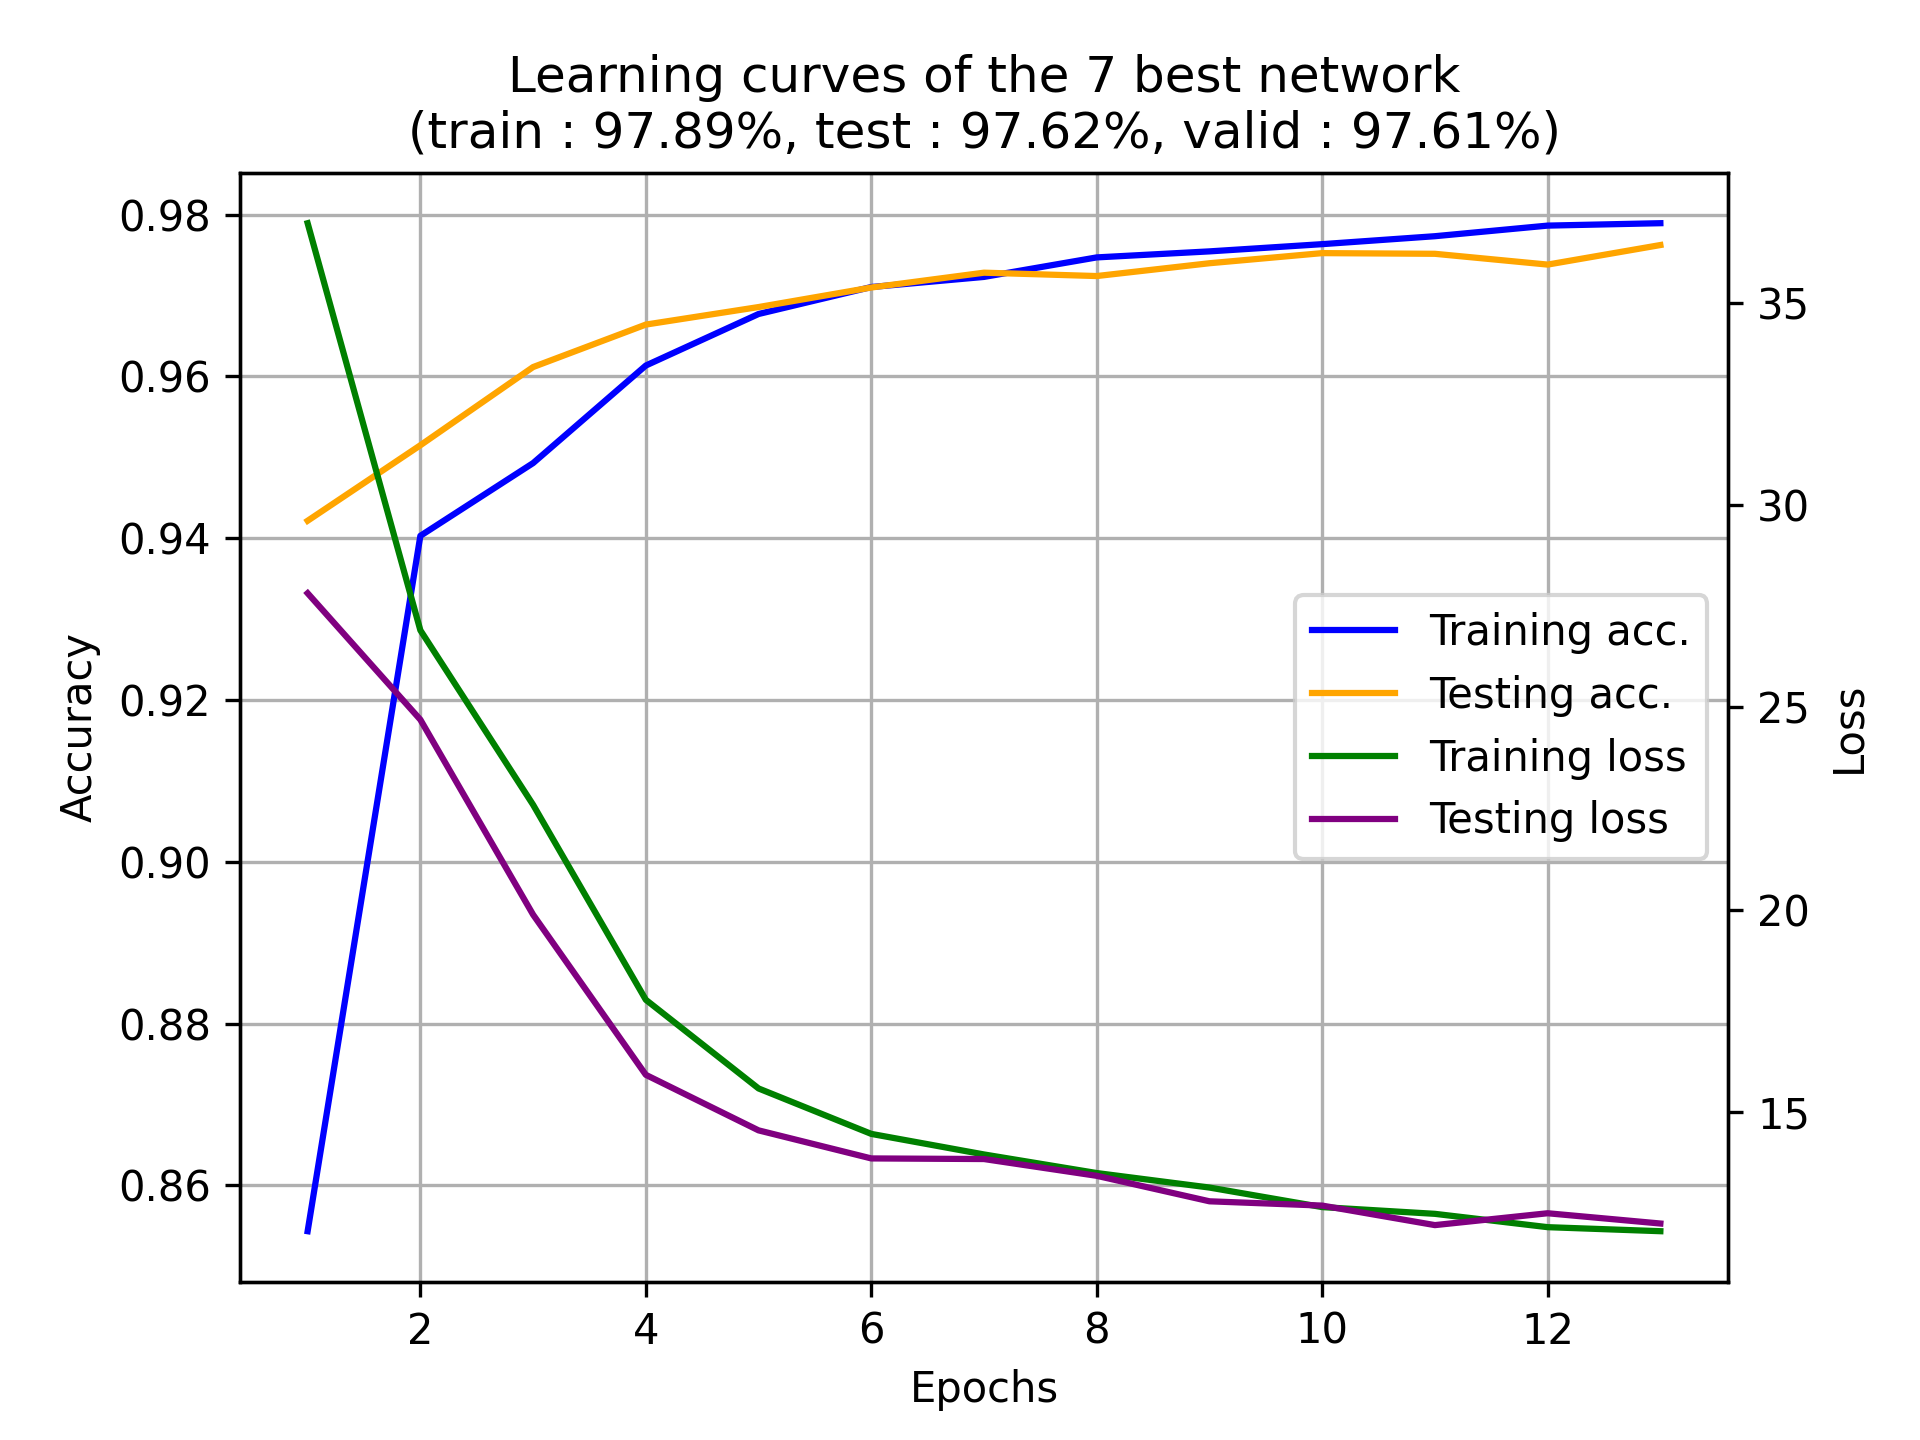 Learning curves of the 7 best network
(train : 97.89%, test : 97.62%, valid : 97.61%)
0.98
0.96
0.94
0.92
0.90
0.88
0.86
Accuracy
35
30
25
20
15
Loss
Training acc.
Testing acc.
Training loss
Testing loss
2 4 6 8 10 12
Epochs